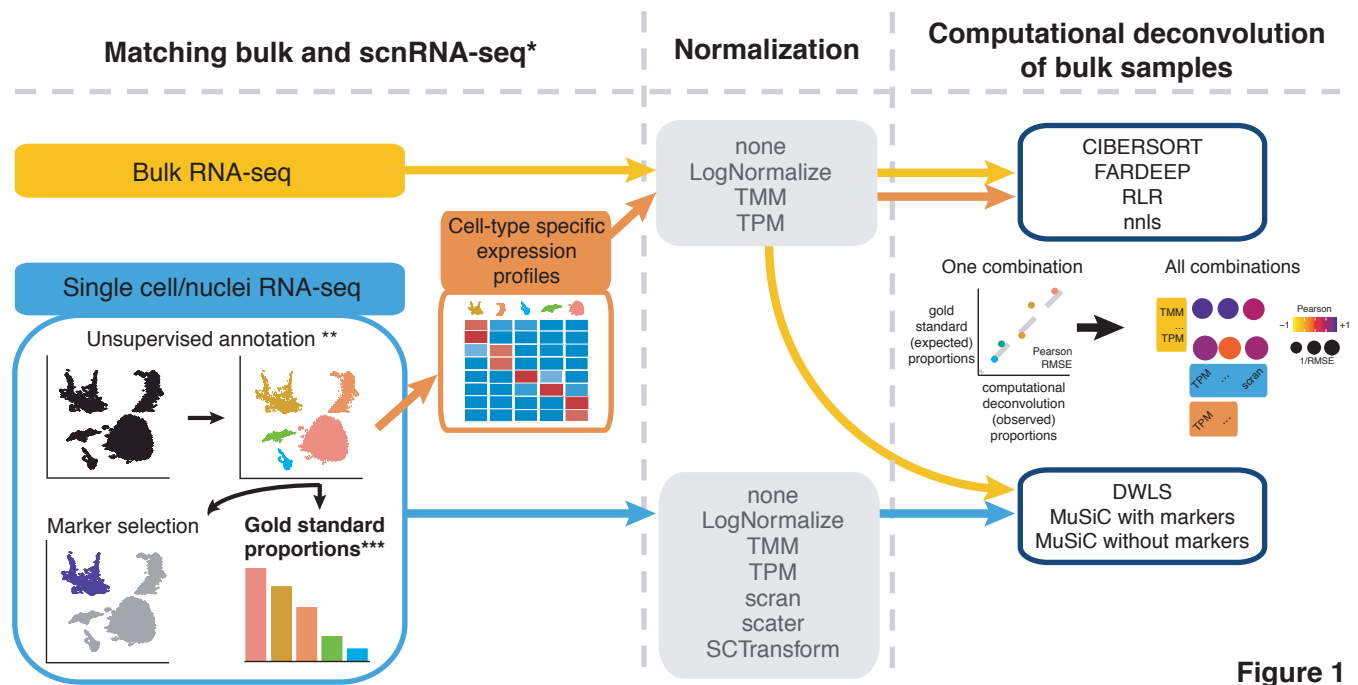 Matching bulk and scnRNA-seq*
Normalization
Computational deconvolution
of bulk samples
Bulk RNA-seq
Single cell/nuclei RNA-seq
Unsupervised annotation **
Marker selection
Gold standard
proportions***
Cell-type specific
expression
profiles
none
LogNormalize
TMM
TPM
none
LogNormalize
TMM
TPM
scran
scater
SCTransform
CIBERSORT
FARDEEP
RLR
nnls
One combination
gold
standard
(expected)
proportions
Pearson
RMSE
computational
deconvolution
(observed)
proportions
All combinations
TMM
...
TPM
TPM ... scran
TPM ...
Pearson
−1 +1
1/RMSE
DWLS
MuSiC with markers
MuSiC without markers
Figure 1